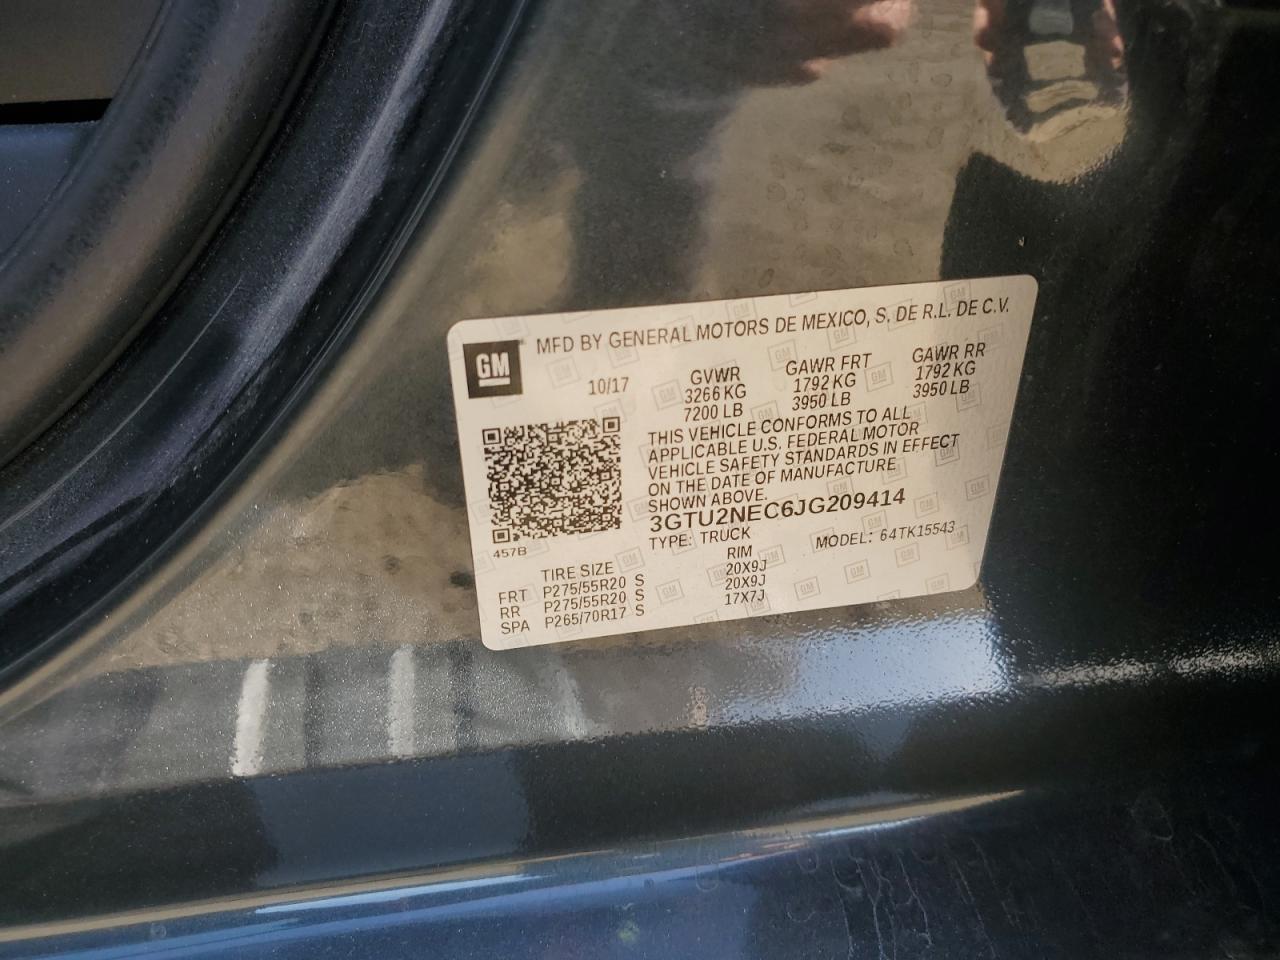 MFD BY GENERAL MOTORS DE MEXICO, S. DE R.L. DE C.V.
GM
10/17
GVWR GAWR FRT GAWR RR
3266 KG 1792 KG 1792 KG
7200 LB 3950 LB 3950 LB
THIS VEHICLE CONFORMS TO ALL
APPLICABLE U.S. FEDERAL MOTOR
VEHICLE SAFETY STANDARDS IN EFFECT
ON THE DATE OF MANUFACTURE
SHOWN ABOVE.
3GTU2NEC6JG209414
TYPE: TRUCK MODEL: 64TK15543
457B
TIRE SIZE RIM
FRT P275/55R20 S 20X9J
RR P275/55R20 S 20X9J
SPA P265/70R17 S 17X7J